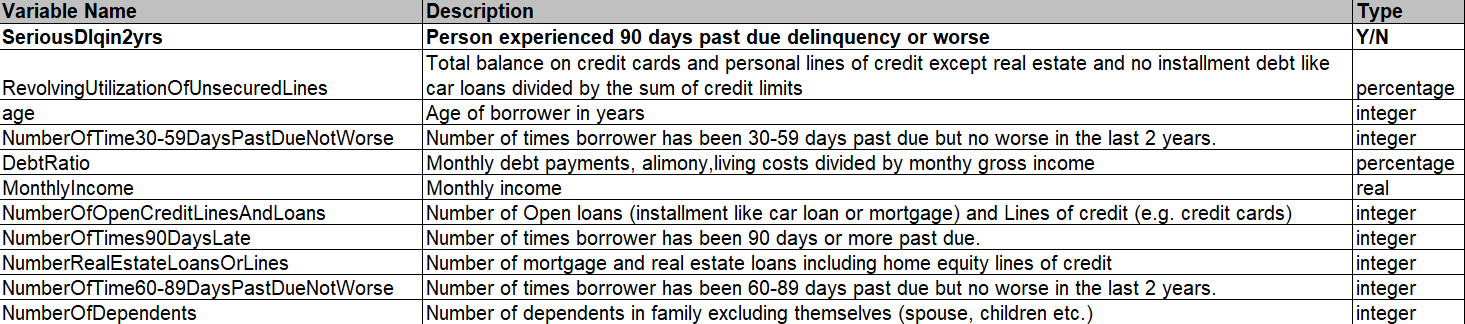 Variable Name Description Type
SeriousDlqin2yrs Person experienced 90 days past due delinquency or worse Y/N
Total balance on credit cards and personal lines of credit except real estate and no installment debt like
RevolvingUtilizationOfUnsecuredLines car loans divided by the sum of credit limits percentage
age Age of borrower in years integer
NumberOfTime30-59DaysPastDueNotWorse Number of times borrower has been 30-59 days past due but no worse in the last 2 years. integer
DebtRatio Monthly debt payments, alimony,living costs divided by monthy gross income percentage
MonthlyIncome Monthly income real
NumberOfOpenCreditLinesAndLoans Number of Open loans (installment like car loan or mortgage) and Lines of credit (e.g. credit cards) integer
NumberOfTimes90DaysLate Number of times borrower has been 90 days or more past due. integer
NumberRealEstateLoansOrLines Number of mortgage and real estate loans including home equity lines of credit integer
NumberOfTime60-89DaysPastDueNotWorse Number of times borrower has been 60-89 days past due but no worse in the last 2 years. integer
NumberOfDependents Number of dependents in family excluding themselves (spouse, children etc.) integer